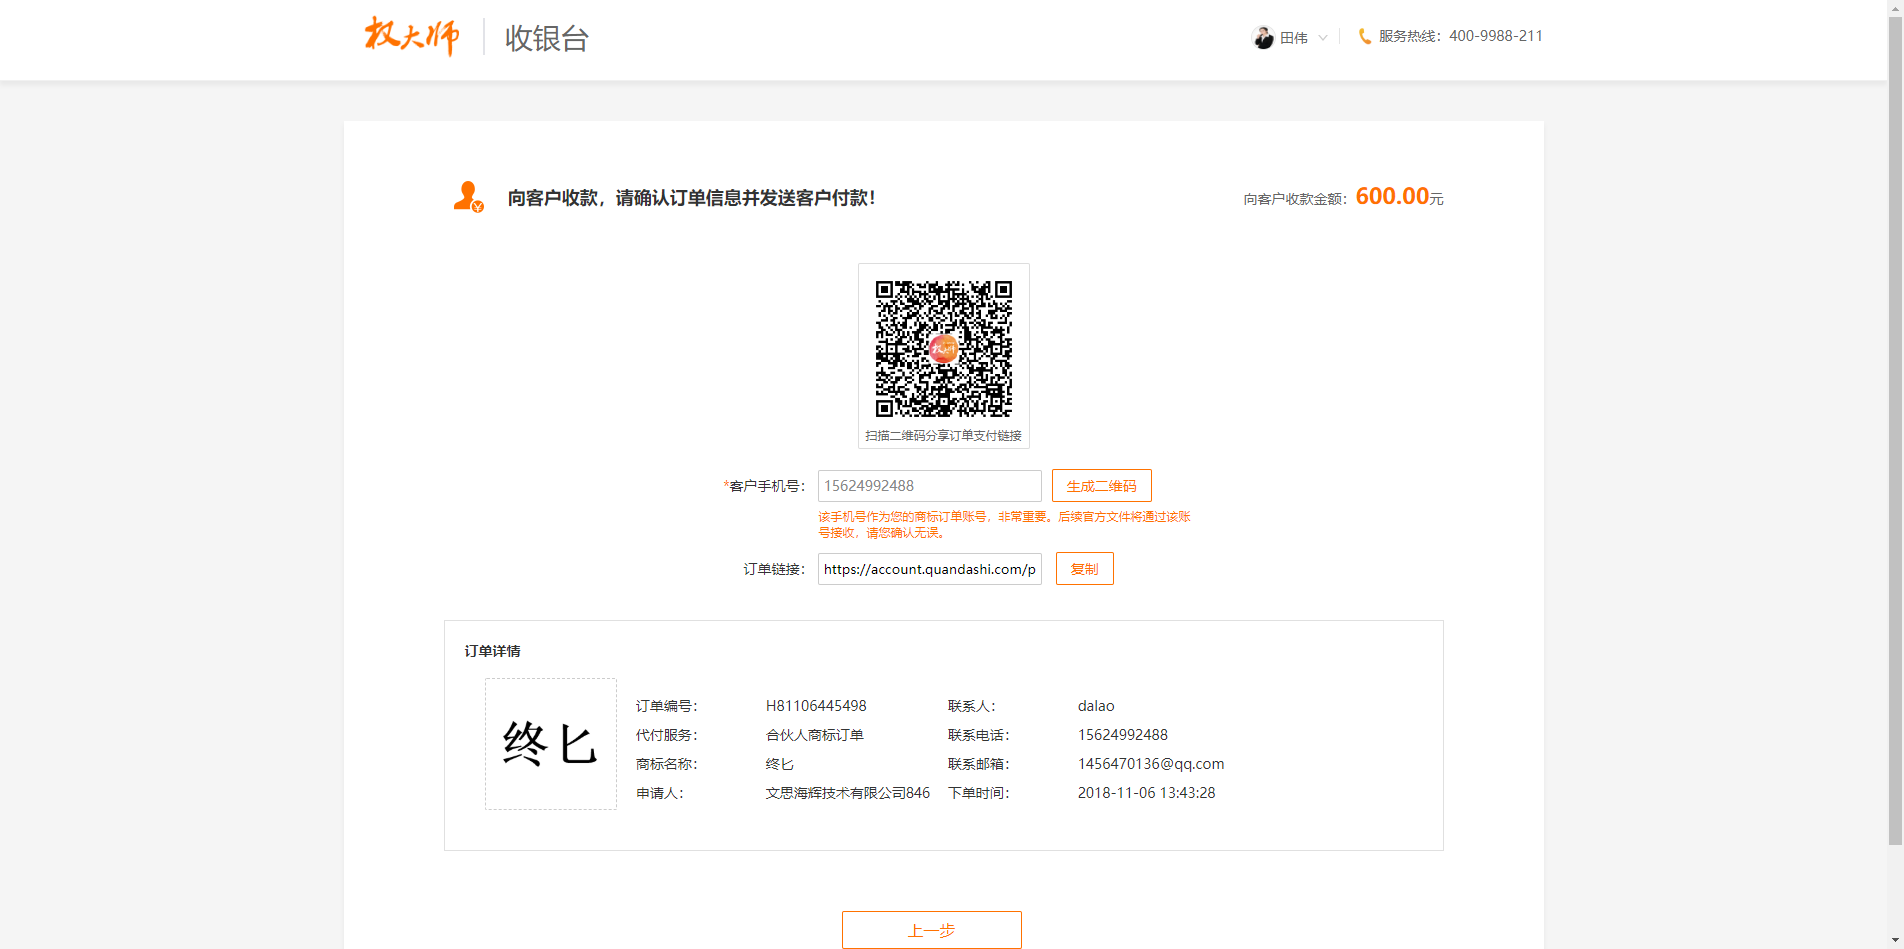 权大师
收银台
田伟
服务热线：400-9988-211
向客户收款，请确认订单信息并发送客户付款！
向客户收款金额：600.00元
权大师
扫描二维码分享订单支付链接
*客户手机号：
15624992488
生成二维码
该手机号作为您的商标订单账号，非常重要。后续官方文件将通过该账
号接收，请您确认无误。
订单链接：
https://account.quandashi.com/p
复制
订单详情
终匕
订单编号： H81106445498 联系人： dalao
代付服务： 合伙人商标订单 联系电话： 15624992488
商标名称： 终匕 联系邮箱： 1456470136@qq.com
申请人： 文思海辉技术有限公司846 下单时间： 2018-11-06 13:43:28
上一步